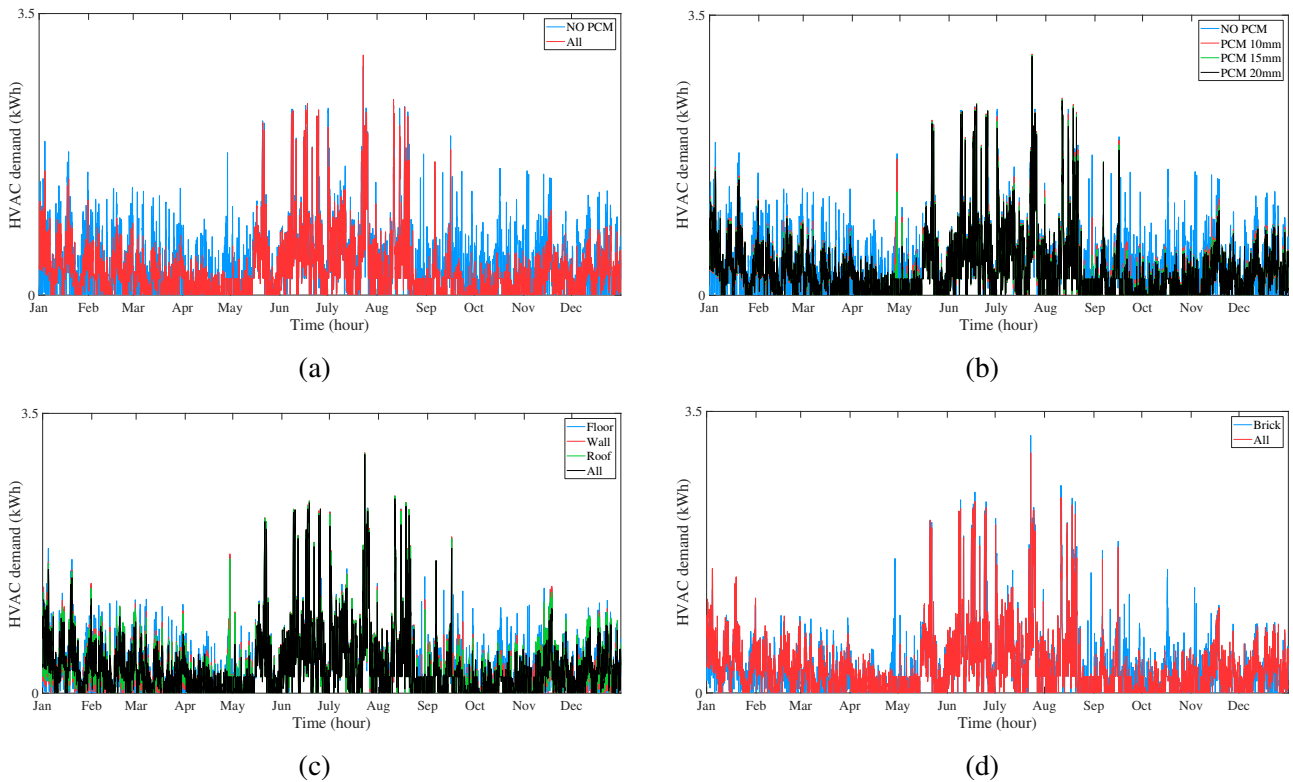 3.5
NO PCM
All
HVAC demand (kWh)
0
Jan Feb Mar Apr May Jun July Aug Sep Oct Nov Dec
Time (hour)
(a)
3.5
NO PCM
PCM 10mm
PCM 15mm
PCM 20mm
HVAC demand (kWh)
0
Jan Feb Mar Apr May June July Aug Sep Oct Nov Dec
Time (hour)
(b)
3.5
Floor
Wall
Roof
All
HVAC demand (kWh)
0
Jan Feb Mar Apr May Jun July Aug Sep Oct Nov Dec
Time (hour)
(c)
3.5
Brick
All
HVAC demand (kWh)
0
Jan Feb Mar Apr May Jun July Aug Sep Oct Nov Dec
Time (hour)
(d)